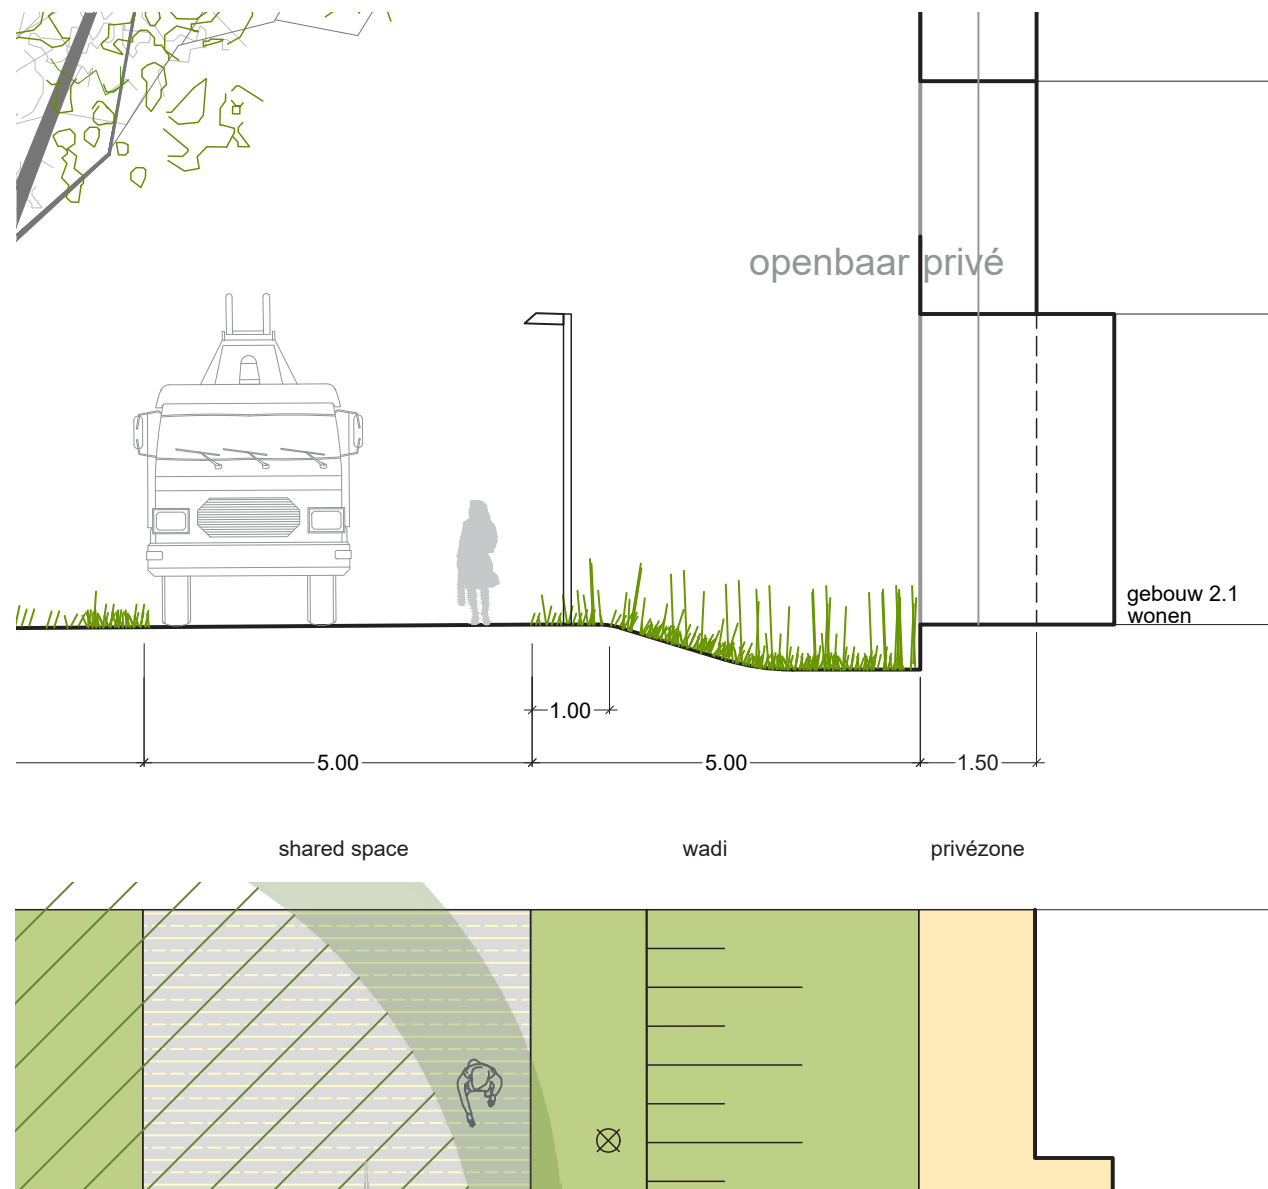 openbaar privé
gebouw 2.1
wonen
1.00
5.00 5.00 1.50
shared space wadi privézone